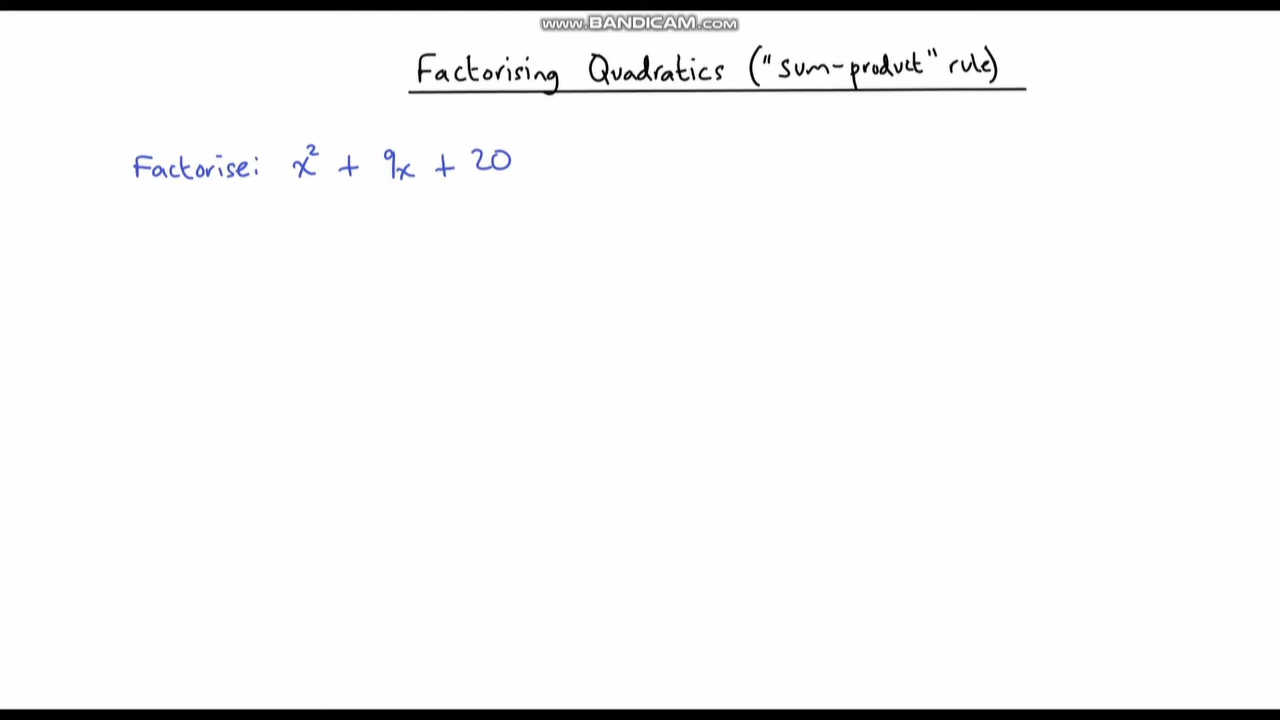 www.BANDICAM.com
Factorising Quadratics ("sum-product" rule)
Factorise: x² + 9x + 20